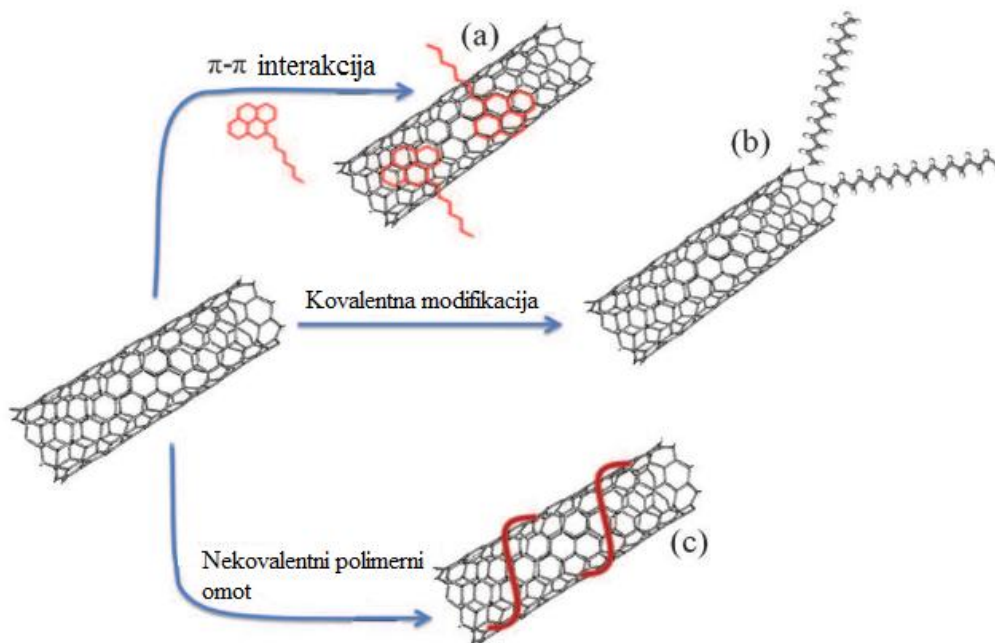 (a)
π-π interakcija
(b)
Kovalentna modifikacija
Nekovalentni polimerni
omot
(c)